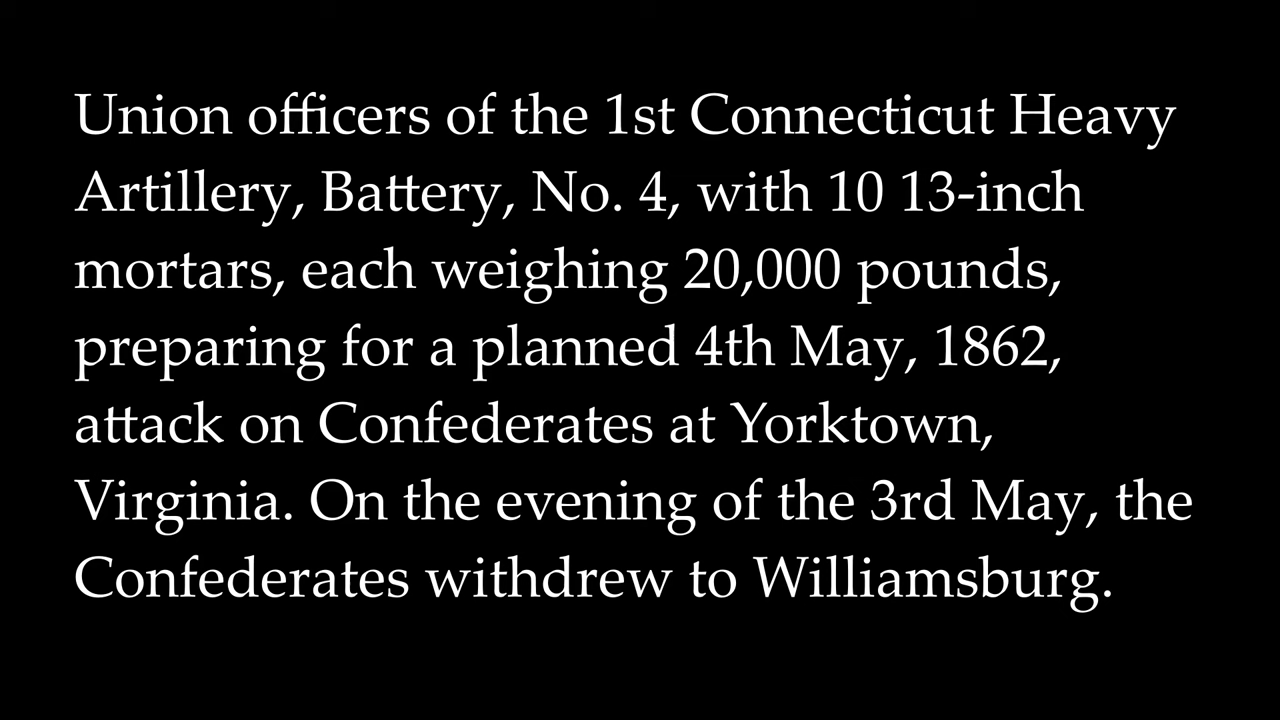 Union officers of the 1st Connecticut Heavy
Artillery, Battery, No. 4, with 10 13-inch
mortars, each weighing 20,000 pounds,
preparing for a planned 4th May, 1862,
attack on Confederates at Yorktown,
Virginia. On the evening of the 3rd May, the
Confederates withdrew to Williamsburg.